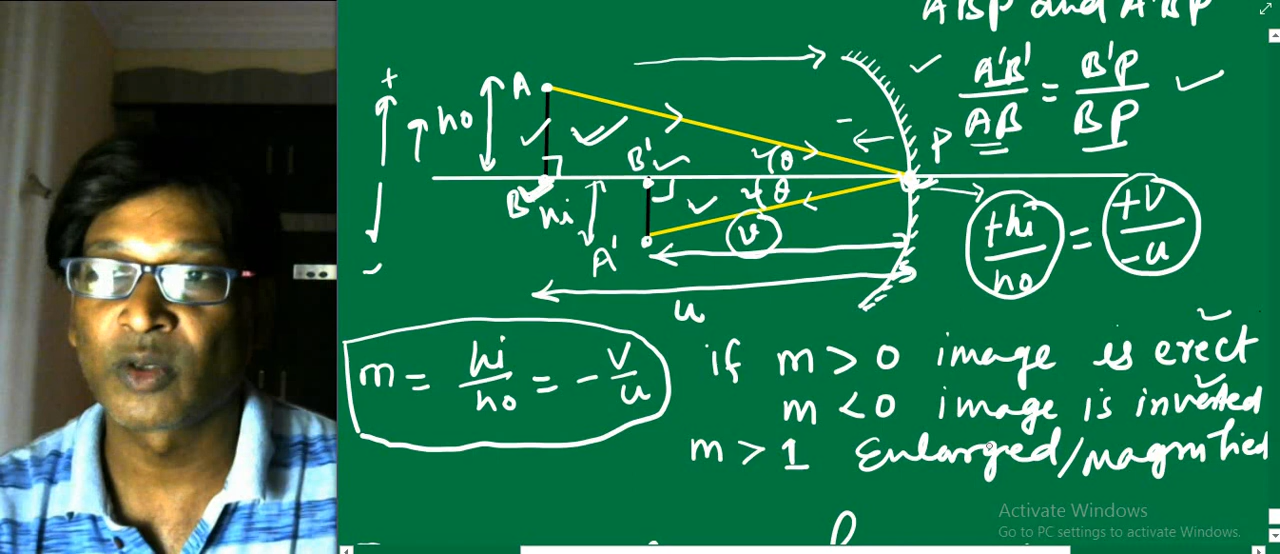 ABP and A'B'P
A'B'/AB = B'P/BP
+
ho
A
B'
P
-
θ
B
hi
θ
v
A'
-
u
+hi/ho = +v/-u
m = hi/ho = -v/u
if m > 0 image is erect
m < 0 image is inverted
m > 1 Enlarged/magnified
Activate Windows
Go to PC settings to activate Windows.